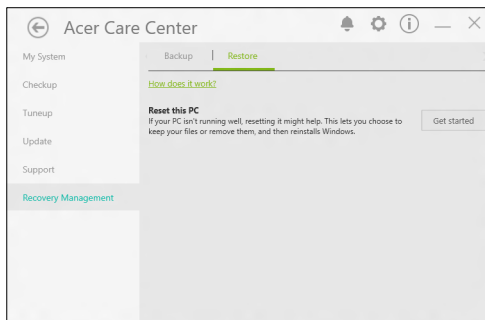 Acer Care Center
My System
Checkup
Tuneup
Update
Support
Recovery Management
Backup | Restore
How does it work?
Reset this PC
If your PC isn't running well, resetting it might help. This lets you choose to
keep your files or remove them, and then reinstalls Windows.
Get started